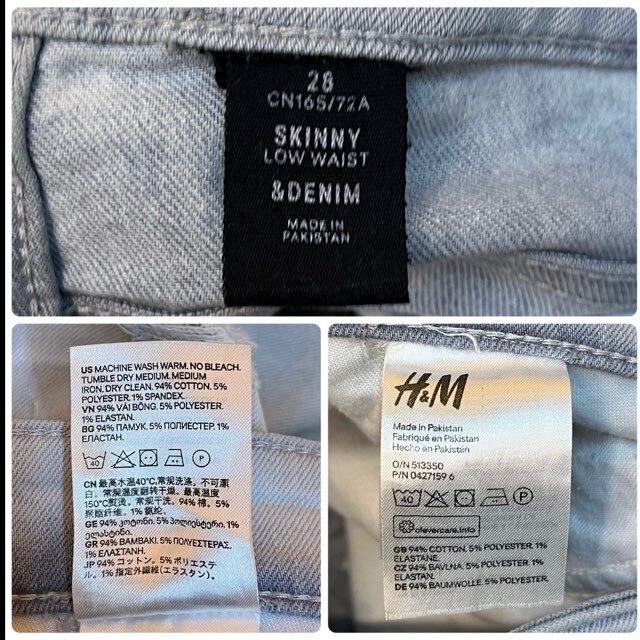 28
CN165/72A
SKINNY
LOW WAIST
&DENIM
MADE IN
PAKISTAN
US MACHINE WASH WARM. NO BLEACH.
TUMBLE DRY MEDIUM. MEDIUM
IRON. DRY CLEAN. 94% COTTON. 5%
POLYESTER. 1% SPANDEX.
VN 94% VẢI BÔNG. 5% POLYESTER.
1% ELASTAN.
BG 94% ПАМУК. 5% ПОЛИЕСТЕР. 1%
ЕЛАСТАН.
40
P
CN 最高水温40°C,常规洗涤。不可漂
白。常规温度翻转干燥。最高温度
150°C熨烫。常规干洗。94% 棉。5%
聚酯纤维。1% 氨纶。
GE 94% ბამბა. 5% პოლიესტერი. 1%
ელასტინი.
GR 94% ΒΑΜΒΑΚΙ. 5% ΠΟΛΥΕΣΤΕΡΑΣ.
1% ΕΛΑΣΤΑΝΗ.
JP 94% コットン. 5% ポリエステ
ル. 1% 指定外繊維(エラスタン).
H&M
Made in Pakistan
Fabriqué en Pakistan
Hecho en Pakistán
O/N 513350
P/N 0427159 6
40
P
clevercare.info
GB 94% COTTON. 5% POLYESTER. 1%
ELASTANE.
CZ 94% BAVLNA. 5% POLYESTER. 1%
ELASTAN.
DE 94% BAUMWOLLE. 5% POLYESTER.